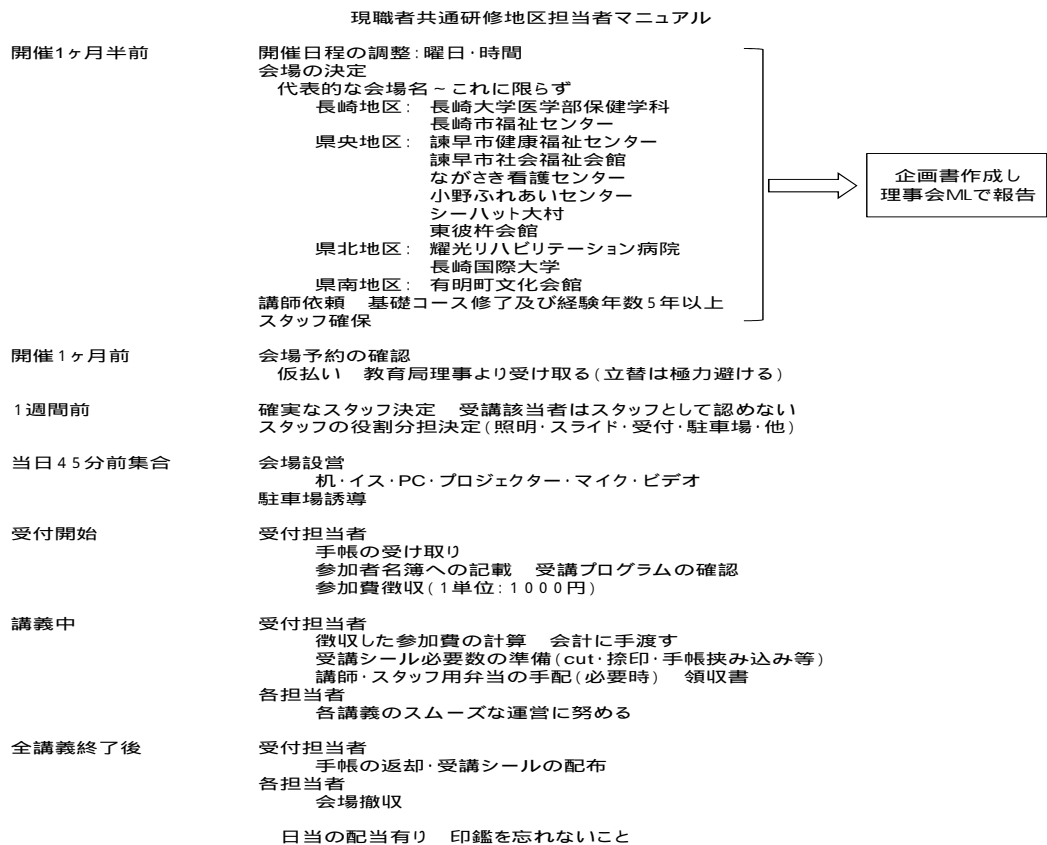 現職者共通研修地区担当者マニュアル
開催1ヶ月半前 開催日程の調整:曜日·時間
会場の決定
代表的な会場名~これに限らず
長崎地区: 長崎大学医学部保健学科
長崎市福祉センター
県央地区: 諫早市健康福祉センター
諫早市社会福祉会館
ながさき看護センター
小野ふれあいセンター
シーハット大村
東彼杵会館
県北地区: 耀光リハビリテーション病院
長崎国際大学
県南地区: 有明町文化会館
講師依頼 基礎コース修了及び経験年数5年以上
スタッフ確保
企画書作成し
理事会MLで報告
開催1ヶ月前 会場予約の確認
仮払い 教育局理事より受け取る(立替は極力避ける)
1週間前 確実なスタッフ決定 受講該当者はスタッフとして認めない
スタッフの役割分担決定(照明·スライド·受付·駐車場·他)
当日45分前集合 会場設営
机·イス·PC·プロジェクター·マイク·ビデオ
駐車場誘導
受付開始 受付担当者
手帳の受け取り
参加者名簿への記載 受講プログラムの確認
参加費徴収(1単位:1000円)
講義中 受付担当者
徴収した参加費の計算 会計に手渡す
受講シール必要数の準備(cut·捺印·手帳挟み込み等)
講師·スタッフ用弁当の手配(必要時) 領収書
各担当者
各講義のスムーズな運営に努める
全講義終了後 受付担当者
手帳の返却·受講シールの配布
各担当者
会場撤収
日当の配当有り 印鑑を忘れないこと